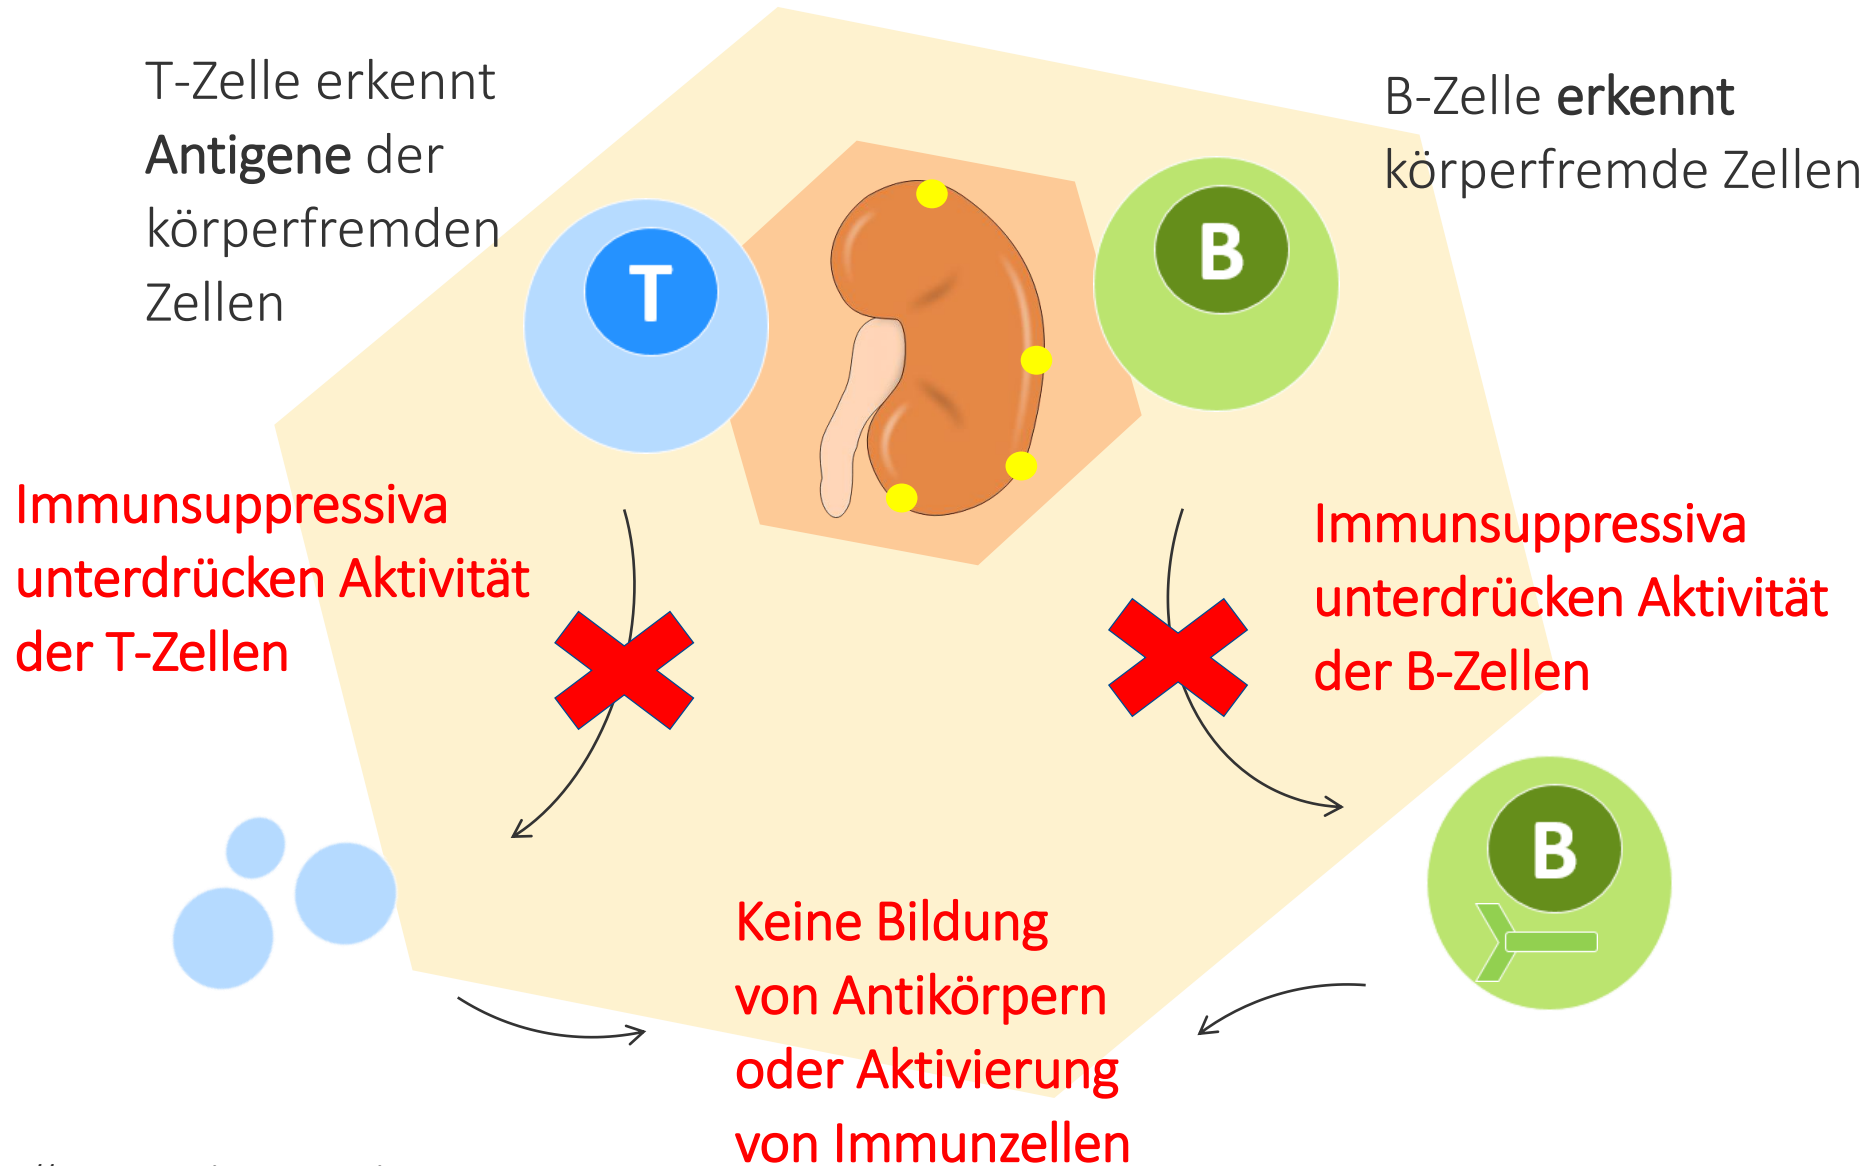 T-Zelle erkennt
Antigene der
körperfremden
Zellen
B-Zelle erkennt
körperfremde Zellen
T
B
Immunsuppressiva
unterdrücken Aktivität
der T-Zellen
Immunsuppressiva
unterdrücken Aktivität
der B-Zellen
B
Keine Bildung
von Antikörpern
oder Aktivierung
von Immunzellen